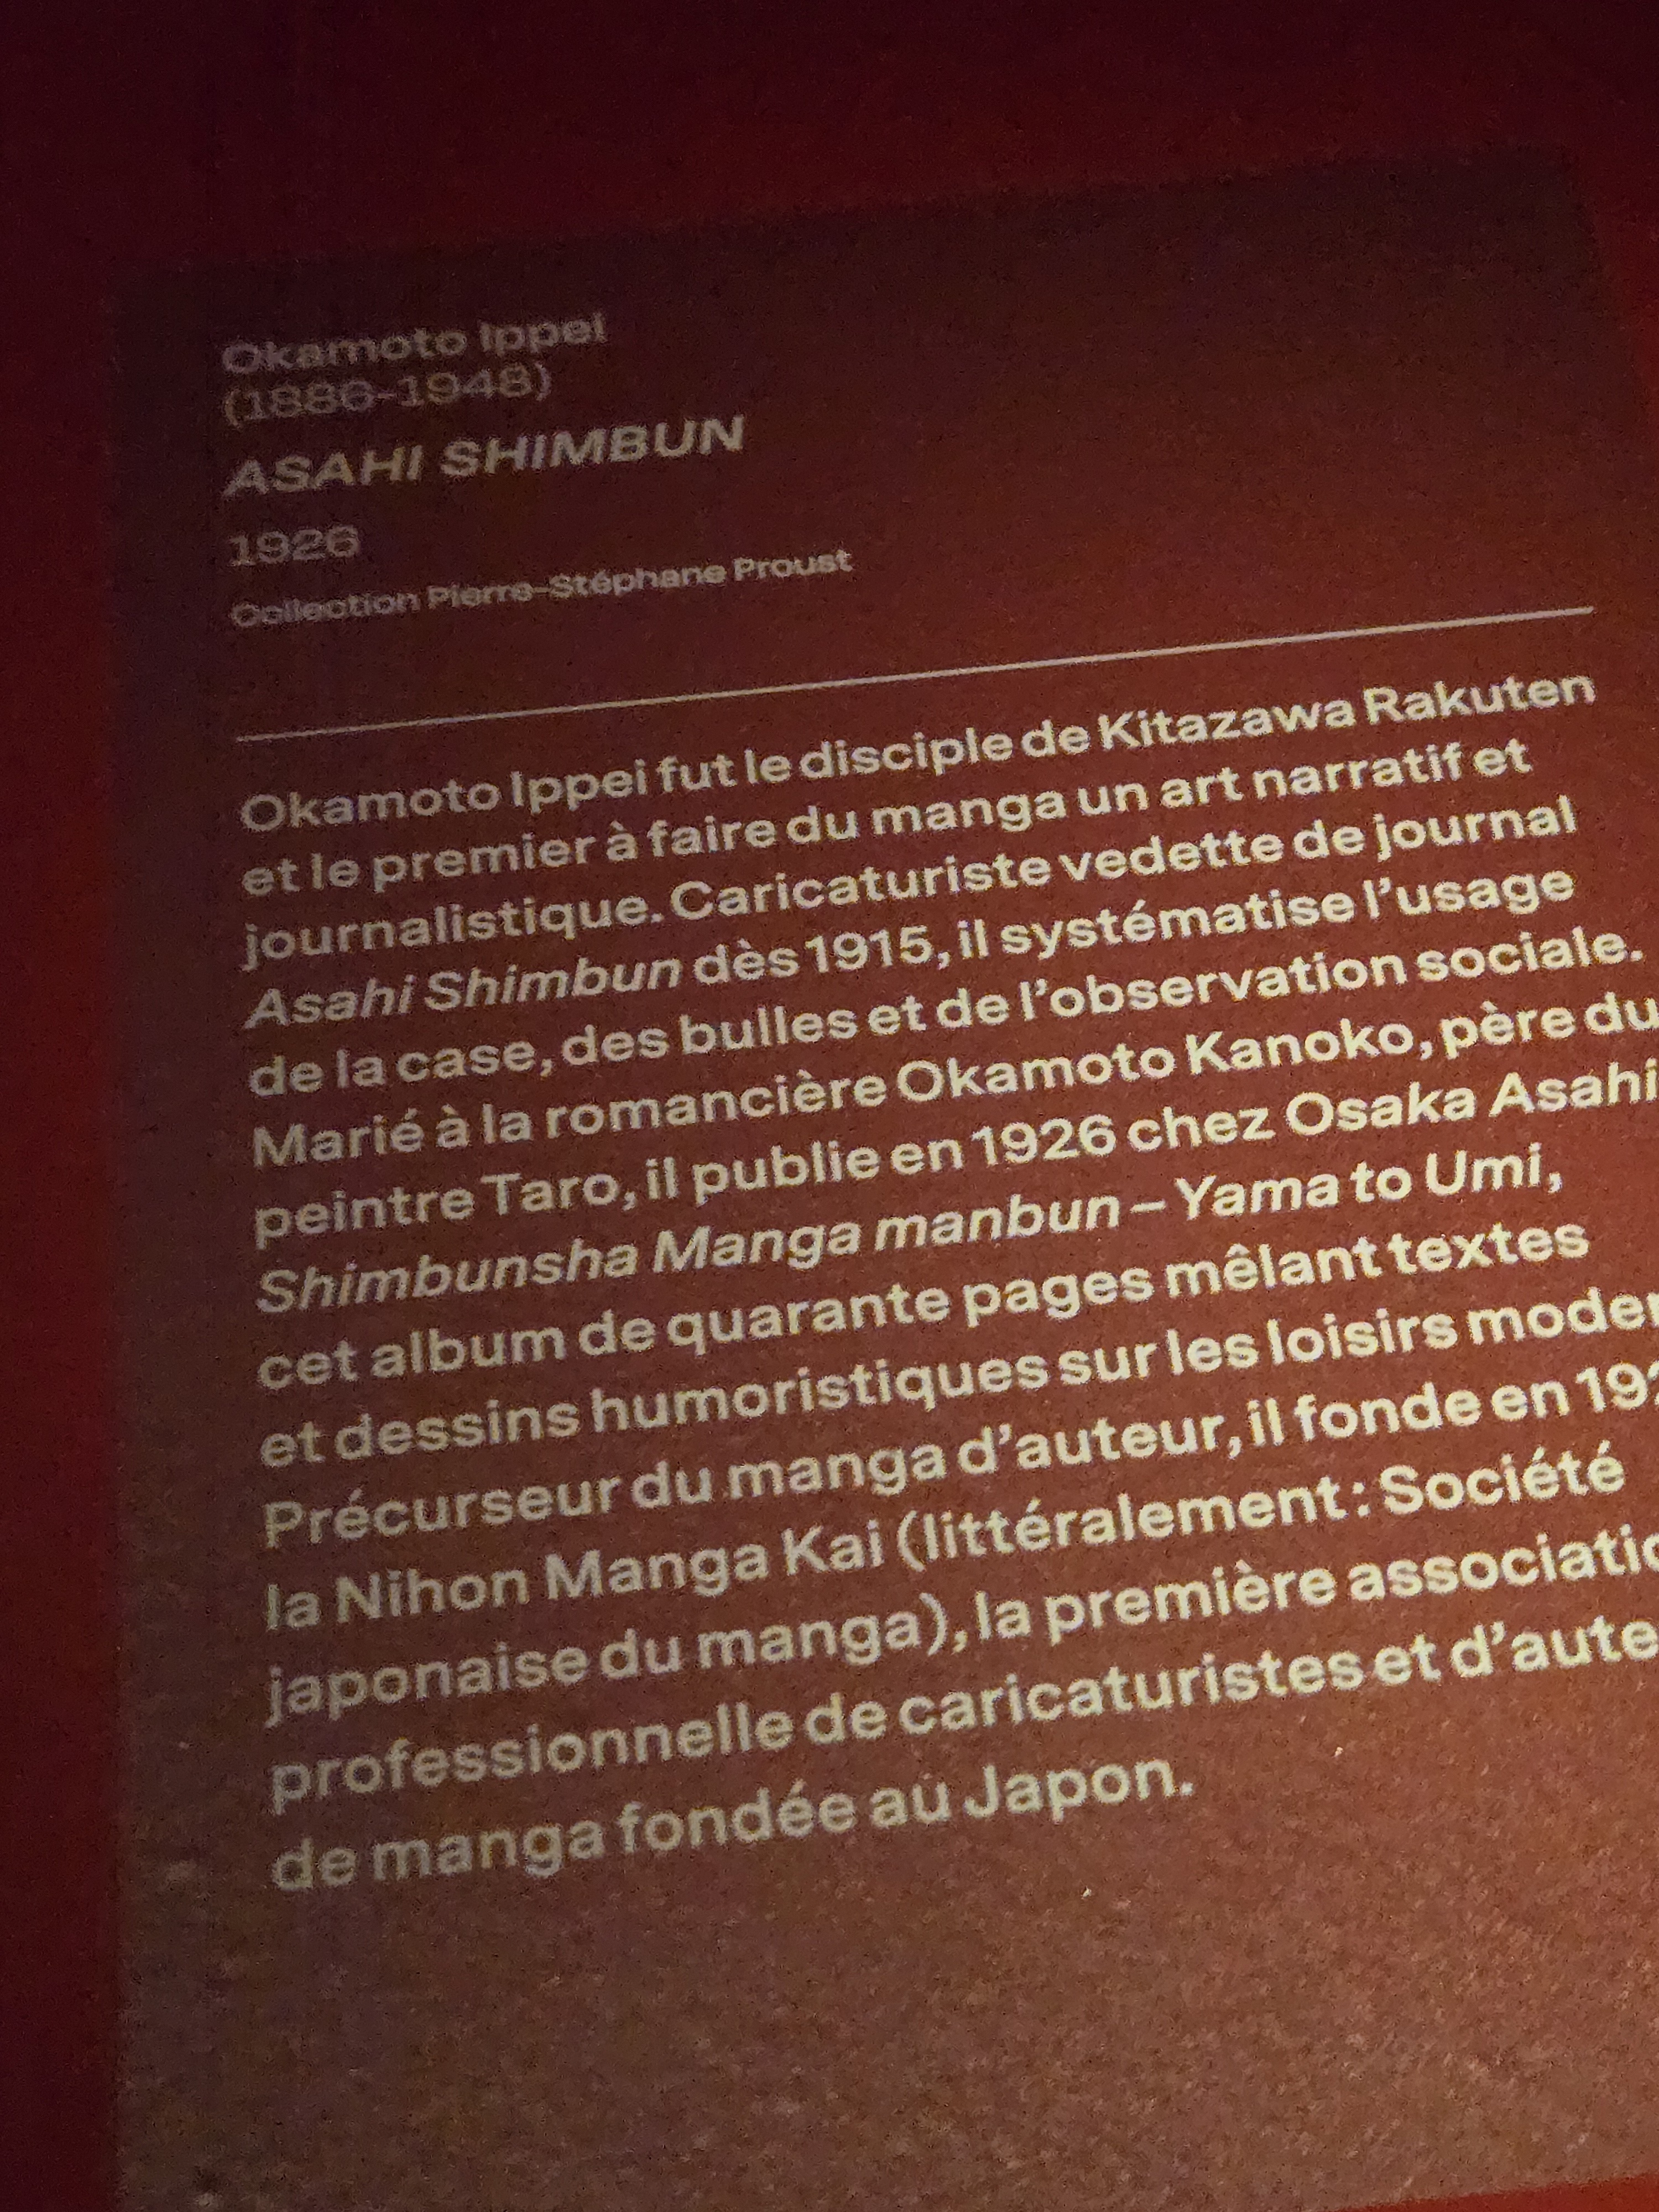 Okamoto Ippei
(1886-1948)
ASAHI SHIMBUN
1926
Collection Pierre-Stéphane Proust
Okamoto Ippei fut le disciple de Kitazawa Rakuten
et le premier à faire du manga un art narratif et
journalistique. Caricaturiste vedette de journal
Asahi Shimbun dès 1915, il systématise l’usage
de la case, des bulles et de l’observation sociale.
Marié à la romancière Okamoto Kanoko, père du
peintre Taro, il publie en 1926 chez Osaka Asahi
Shimbunsha Manga manbun – Yama to Umi,
cet album de quarante pages mêlant textes
et dessins humoristiques sur les loisirs
Précurseur du manga d’auteur, il fonde en
la Nihon Manga Kai (littéralement : Société
japonaise du manga), la première
professionnelle de caricaturistes et
de manga fondée au Japon.